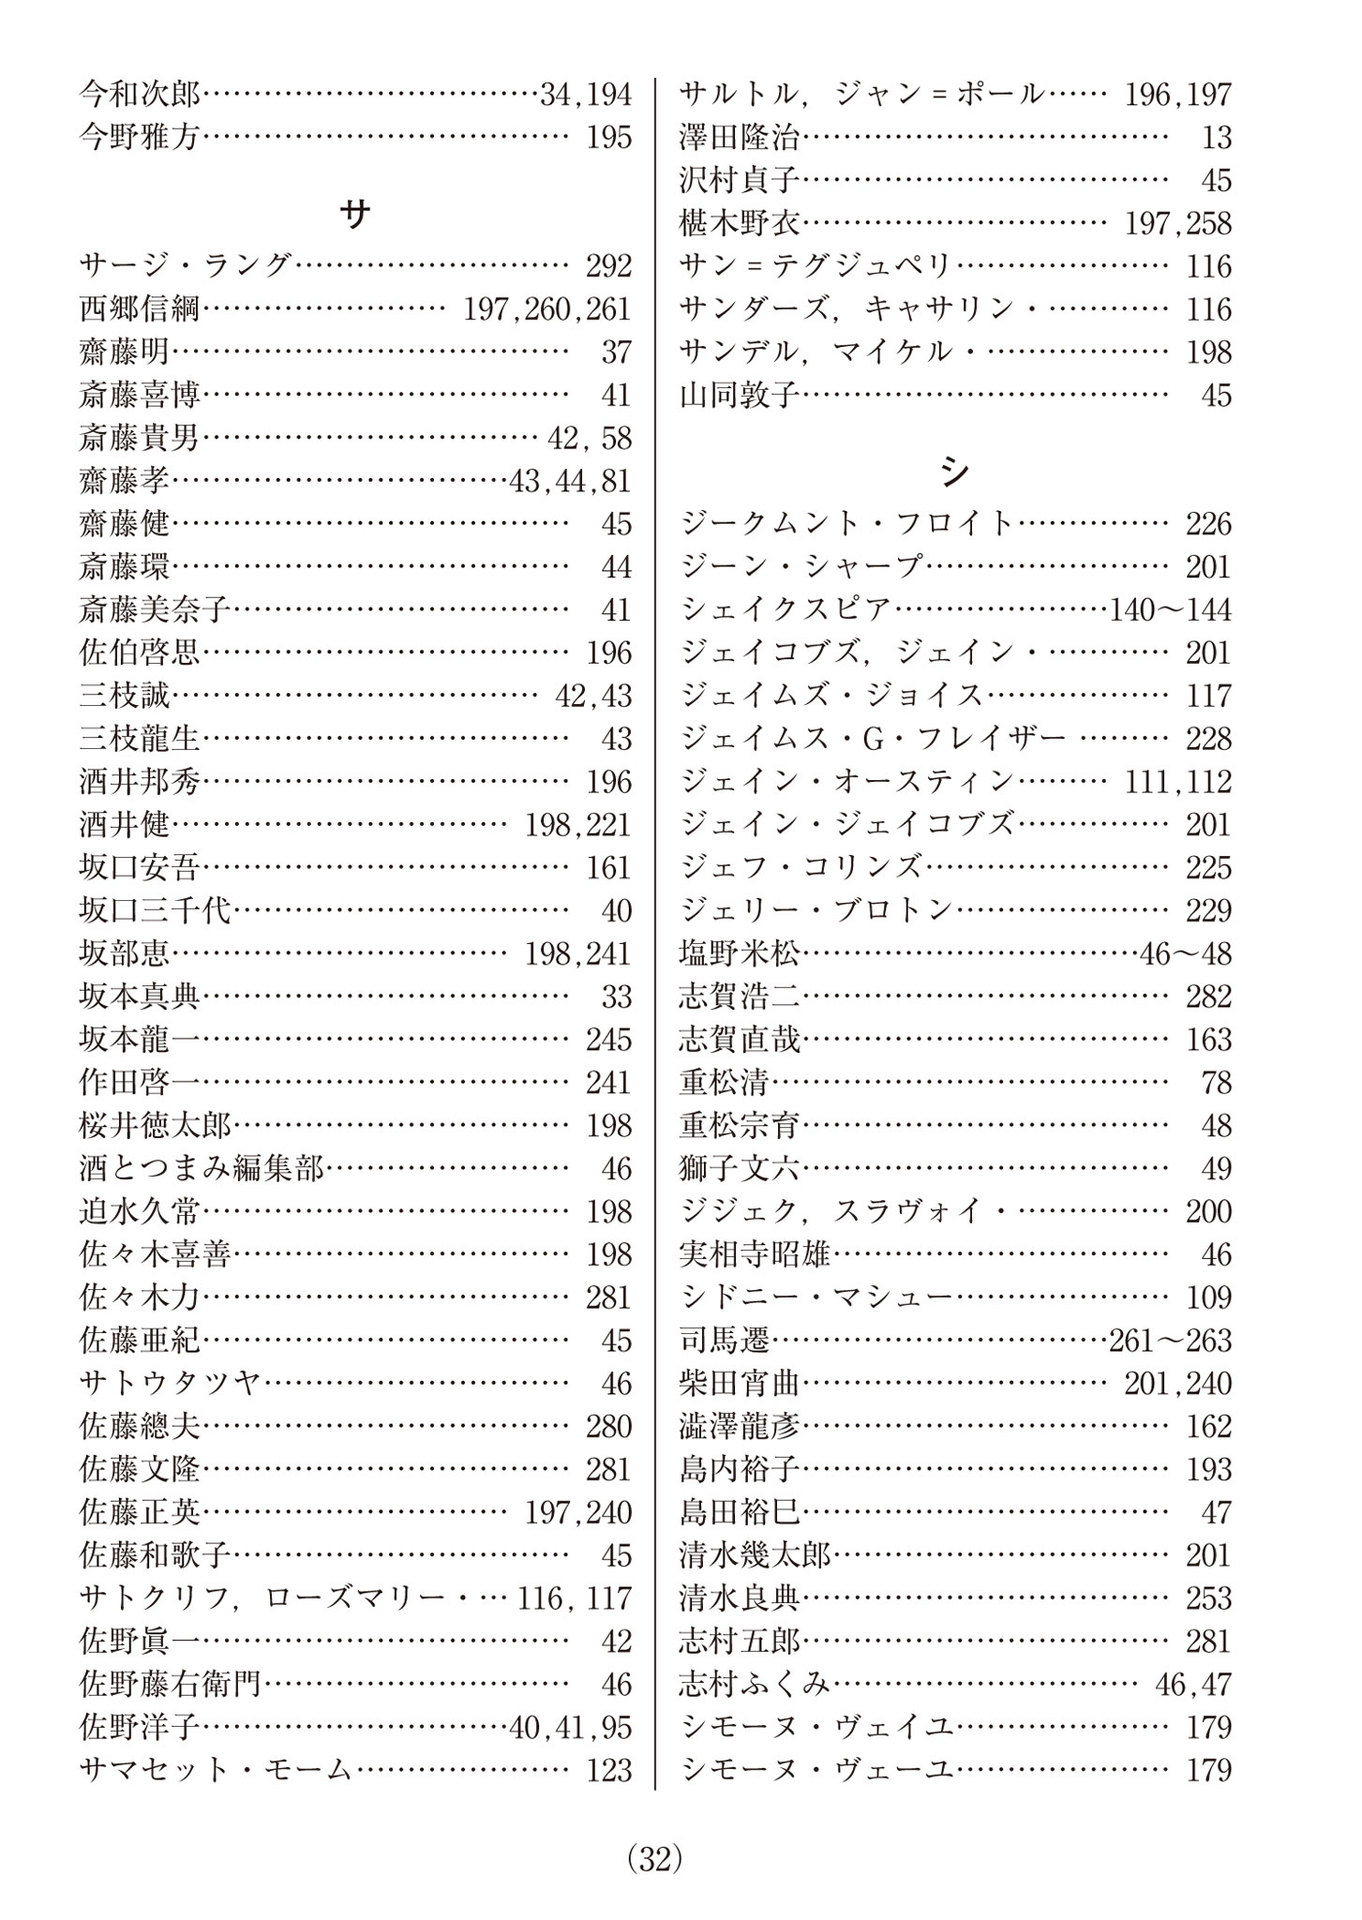 今和次郎……………………………34,194
今野雅方……………………………… 195
サ
サージ・ラング……………………… 292
西郷信綱…………………… 197,260,261
齋藤明………………………………… 37
斎藤喜博……………………………… 41
斎藤貴男…………………………… 42, 58
齋藤孝……………………………43,44,81
齋藤健………………………………… 45
斎藤環………………………………… 44
斎藤美奈子…………………………… 41
佐伯啓思……………………………… 196
三枝誠……………………………… 42,43
三枝龍生……………………………… 43
酒井邦秀……………………………… 196
酒井健…………………………… 198,221
坂口安吾……………………………… 161
坂口三千代…………………………… 40
坂部恵…………………………… 198,241
坂本真典……………………………… 33
坂本龍一……………………………… 245
作田啓一……………………………… 241
桜井徳太郎…………………………… 198
酒とつまみ編集部…………………… 46
迫水久常……………………………… 198
佐々木喜善…………………………… 198
佐々木力……………………………… 281
佐藤亜紀……………………………… 45
サトウタツヤ………………………… 46
佐藤總夫……………………………… 280
佐藤文隆……………………………… 281
佐藤正英………………………… 197,240
佐藤和歌子…………………………… 45
サトクリフ，ローズマリー・… 116, 117
佐野眞一……………………………… 42
佐野藤右衛門………………………… 46
佐野洋子…………………………40,41,95
サマセット・モーム………………… 123
サルトル，ジャン＝ポール…… 196,197
澤田隆治……………………………… 13
沢村貞子……………………………… 45
椹木野衣………………………… 197,258
サン＝テグジュペリ………………… 116
サンダーズ，キャサリン・………… 116
サンデル，マイケル・……………… 198
山同敦子……………………………… 45
シ
ジークムント・フロイト…………… 226
ジーン・シャープ…………………… 201
シェイクスピア…………………140〜144
ジェイコブズ，ジェイン・………… 201
ジェイムズ・ジョイス……………… 117
ジェイムス・G・フレイザー ……… 228
ジェイン・オースティン……… 111,112
ジェイン・ジェイコブズ…………… 201
ジェフ・コリンズ…………………… 225
ジェリー・ブロトン………………… 229
塩野米松……………………………46〜48
志賀浩二……………………………… 282
志賀直哉……………………………… 163
重松清………………………………… 78
重松宗育……………………………… 48
獅子文六……………………………… 49
ジジェク，スラヴォイ・…………… 200
実相寺昭雄…………………………… 46
シドニー・マシュー………………… 109
司馬遷……………………………261〜263
柴田宵曲………………………… 201,240
澁澤龍彥……………………………… 162
島内裕子……………………………… 193
島田裕巳……………………………… 47
清水幾太郎…………………………… 201
清水良典……………………………… 253
志村五郎……………………………… 281
志村ふくみ………………………… 46,47
シモーヌ・ヴェイユ………………… 179
シモーヌ・ヴェーユ………………… 179
(32)